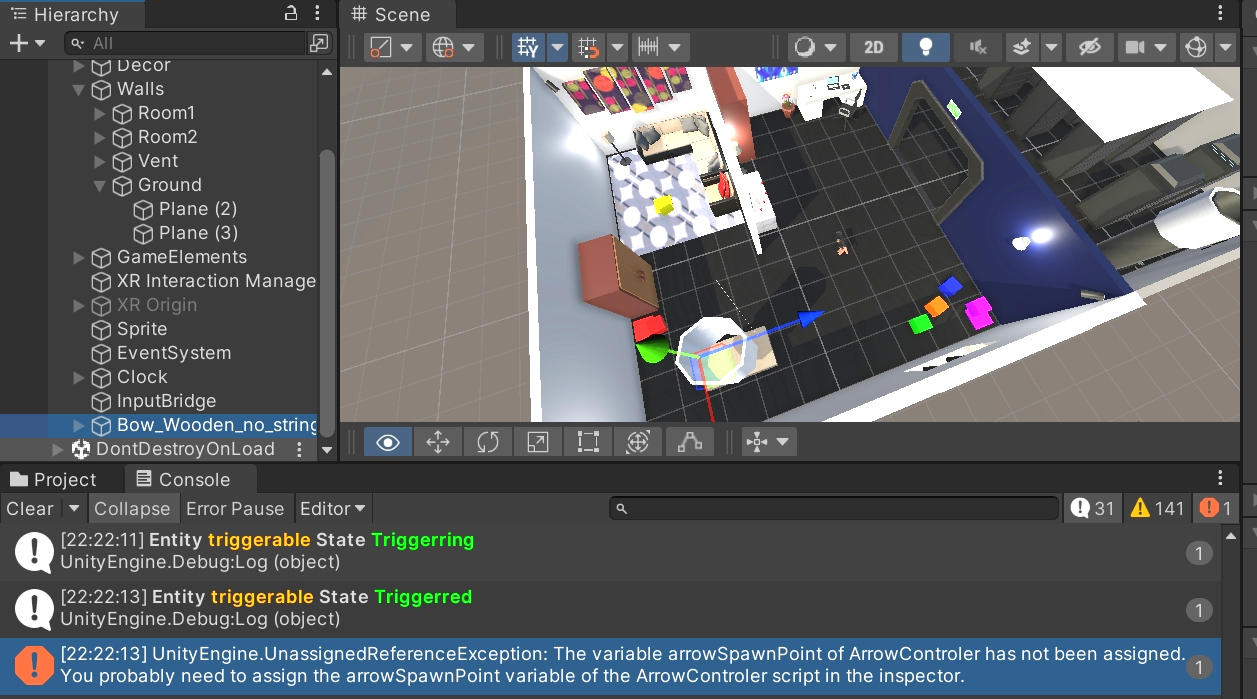 Hierarchy
Scene
All
2D
Decor
Walls
Room1
Room2
Vent
Ground
Plane (2)
Plane (3)
GameElements
XR Interaction Manage
XR Origin
Sprite
EventSystem
Clock
InputBridge
Bow_Wooden_no_string
DontDestroyOnLoad
Project
Console
Clear
Collapse
Error Pause
Editor
31
141
1
[22:22:11] Entity triggerable State Triggerring
UnityEngine.Debug:Log (object)
1
[22:22:13] Entity triggerable State Triggerred
UnityEngine.Debug:Log (object)
1
[22:22:13] UnityEngine.UnassignedReferenceException: The variable arrowSpawnPoint of ArrowControler has not been assigned.
You probably need to assign the arrowSpawnPoint variable of the ArrowControler script in the inspector.
1